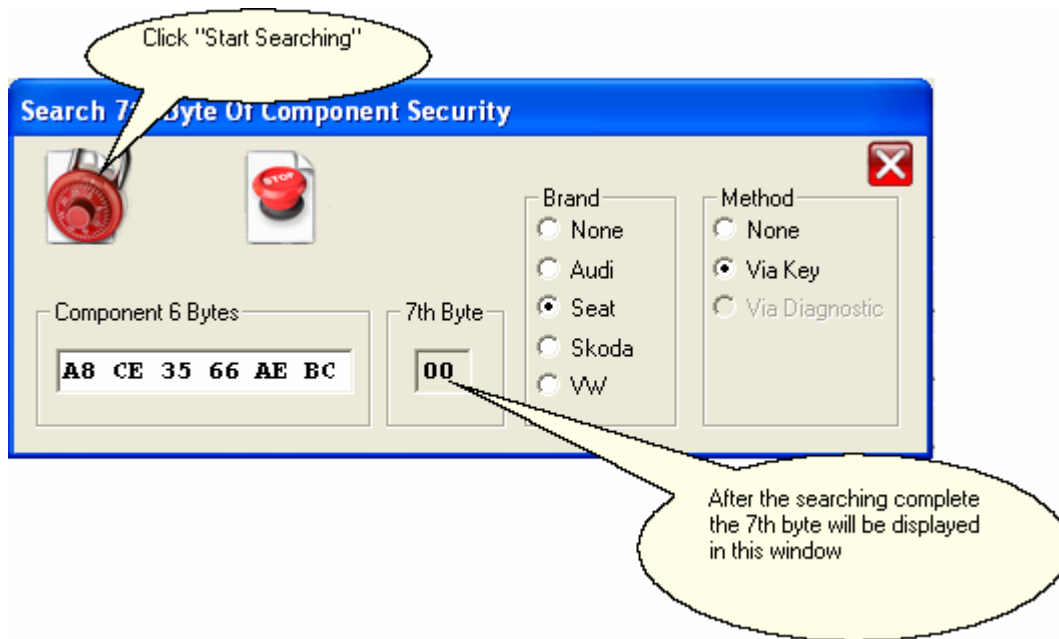 Click "Start Searching"
Search 7th Byte Of Component Security
STOP
Brand
None
Audi
Seat
Skoda
VW
Method
None
Via Key
Via Diagnostic
Component 6 Bytes
A8 CE 35 66 AE BC
7th Byte
00
After the searching complete
the 7th byte will be displayed
in this window